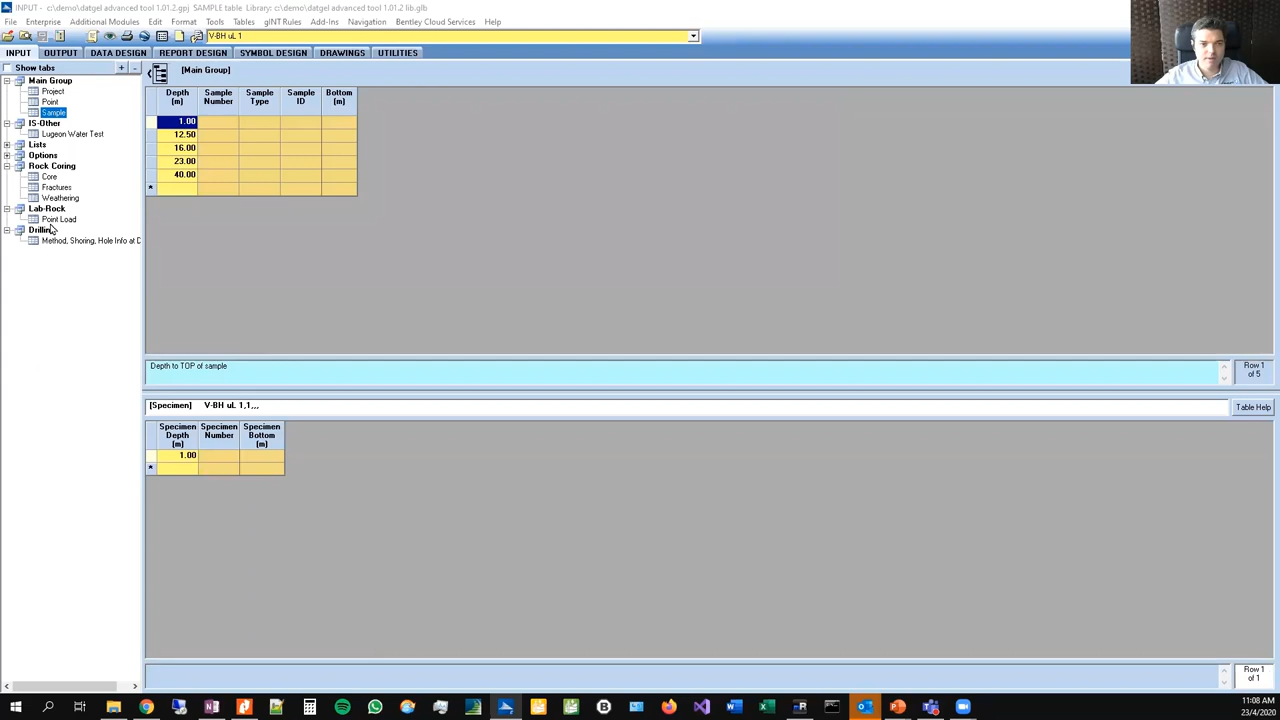 INPUT - c:\demo\datgel advanced tool 1.01.2.gpj SAMPLE table Library: c:\demo\datgel advanced tool 1.01.2 lib.glb
File Enterprise Additional Modules Edit Format Tools Tables gINT Rules Add-Ins Navigation Bentley Cloud Services Help
V-BH uL 1
INPUT OUTPUT DATA DESIGN REPORT DESIGN SYMBOL DESIGN DRAWINGS UTILITIES
Show tabs + -
Main Group
Project
Point
Sample
IS-Other
Lugeon Water Test
Lists
Options
Rock Coring
Core
Fractures
Weathering
Lab-Rock
Point Load
Method, Shoring, Hole Info at D
[Main Group]
Depth (m) Sample Number Sample Type Sample ID Bottom (m)
1.00
12.50
16.00
23.00
40.00
*
Depth to TOP of sample
Row 1 of 5
[Specimen] V-BH uL 1,1,,,
Table Help
Specimen Depth (m) Specimen Number Specimen Bottom (m)
1.00
*
Row 1 of 1
11:08 AM
23/4/2020